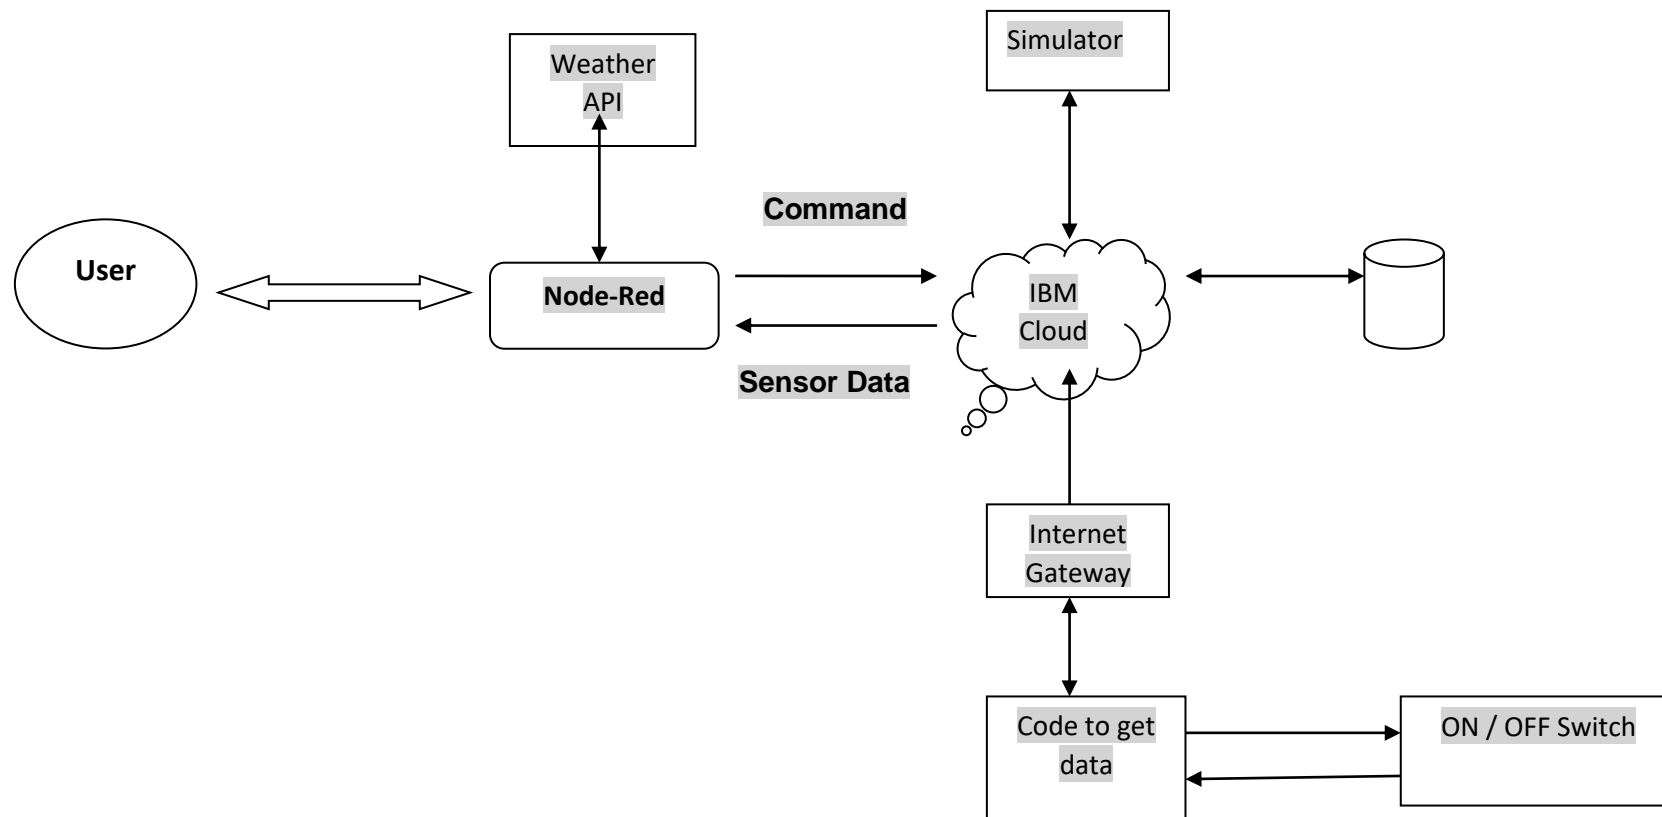 Simulator
Weather
API
Command
User
Node-Red
IBM
Cloud
Sensor Data
Internet
Gateway
Code to get
data
ON / OFF Switch